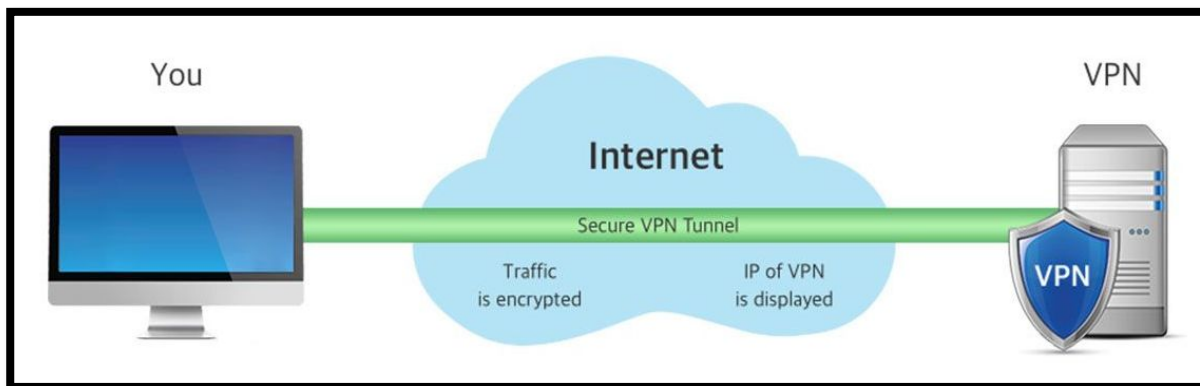 You
VPN
Internet
Secure VPN Tunnel
Traffic
is encrypted
IP of VPN
is displayed
VPN